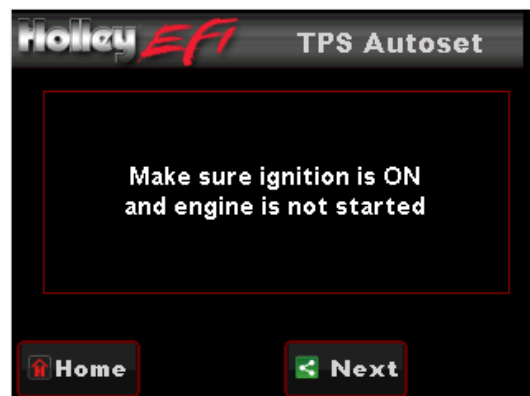 Holley EFI TPS Autoset
Make sure ignition is ON
and engine is not started
Home Next